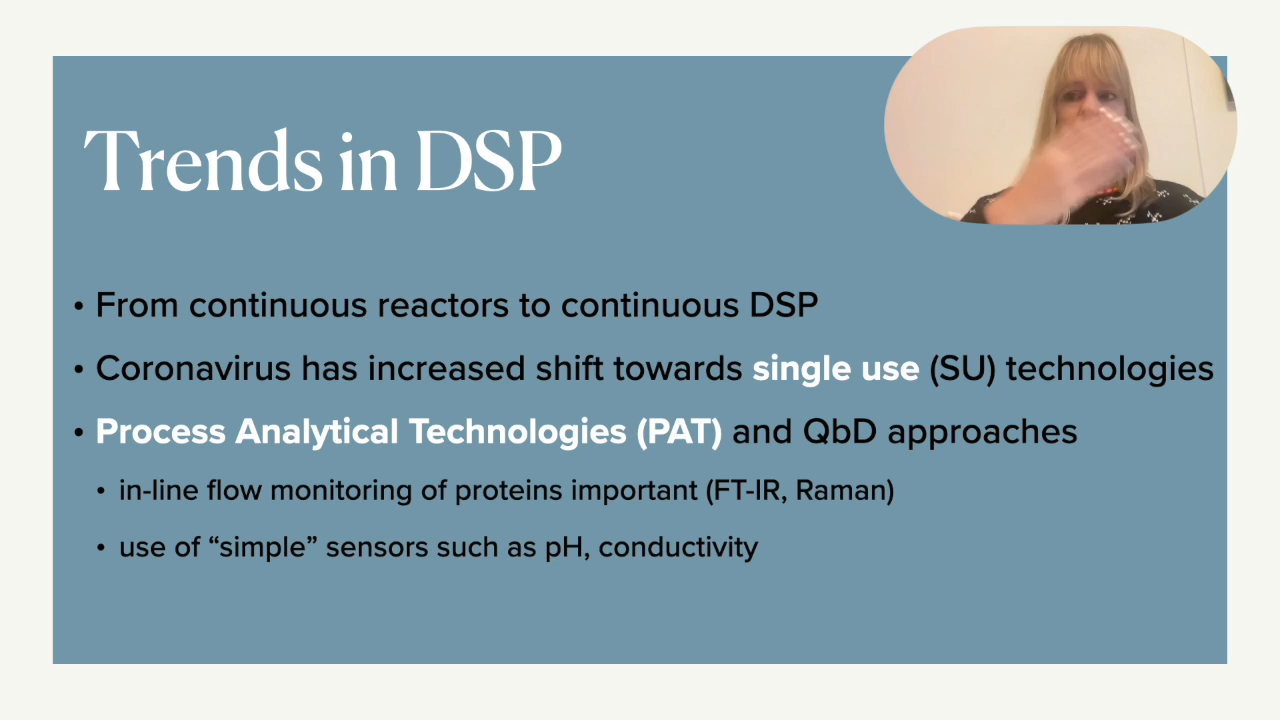 Trends in DSP
• From continuous reactors to continuous DSP
• Coronavirus has increased shift towards single use (SU) technologies
• Process Analytical Technologies (PAT) and QbD approaches
• in-line flow monitoring of proteins important (FT-IR, Raman)
• use of “simple” sensors such as pH, conductivity